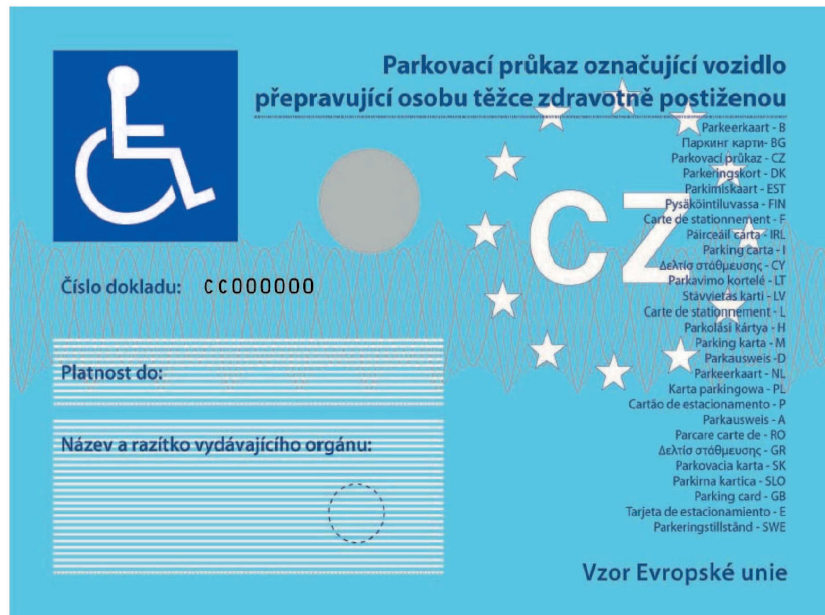 Parkovací průkaz označující vozidlo
přepravující osobu těžce zdravotně postiženou
Parkeerkaart - B
Паркинг карти- BG
Parkovací průkaz - CZ
Parkeringskort - DK
Parkimiskaart - EST
Pysäköintiluvassa - FIN
Carte de stationnement - F
Páirceáil cárta - IRL
Parking carta - I
Δελτίο στάθμευσης - CY
Parkavimo kortelė - LT
Stāvvietas karti - LV
Carte de stationnement - L
Parkolási kártya - H
Parking karta - M
Parkausweis -D
Parkeerkaart - NL
Karta parkingowa - PL
Cartão de estacionamento - P
Parkausweis - A
Parcare carte de - RO
Δελτίο στάθμευσης - GR
Parkovacia karta - SK
Parkirna kartica - SLO
Parking card - GB
Tarjeta de estacionamiento - E
Parkeringstillstånd - SWE
CZ
Číslo dokladu: CC000000
Platnost do:
Název a razítko vydávajícího orgánu:
Vzor Evropské unie